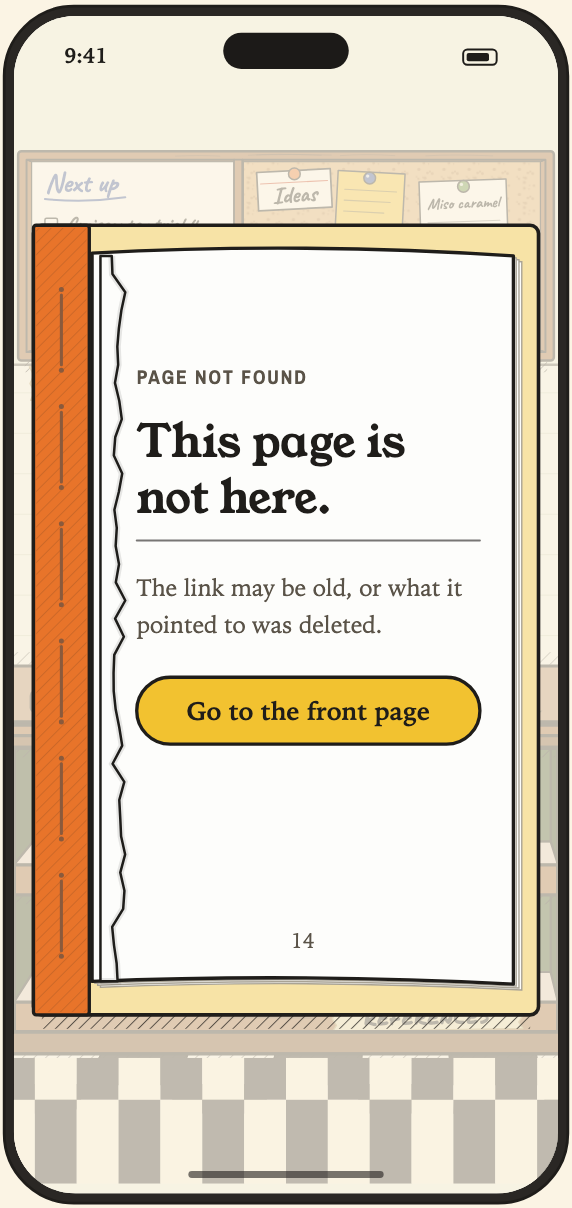 9:41
Next up
Ideas
Miso caramel
PAGE NOT FOUND
This page is
not here.
The link may be old, or what it
pointed to was deleted.
Go to the front page
14
REFERENCES